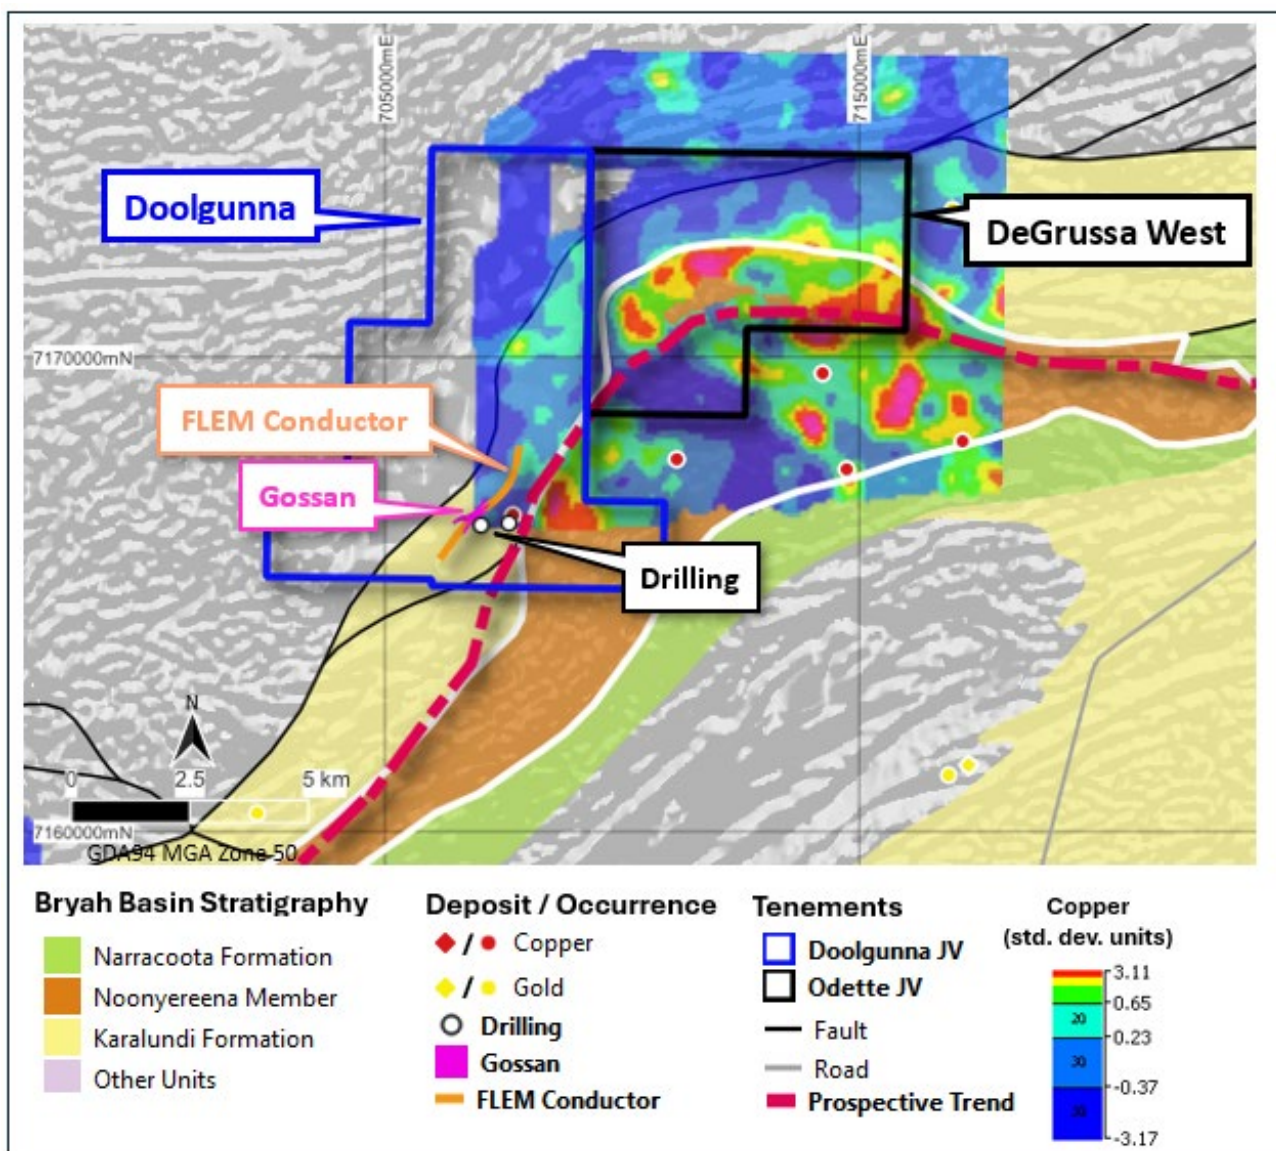 705000mE
715000mE
Doolgunna
DeGrussa West
7170000mN
FLEM Conductor
Gossan
Drilling
N
0 2.5 5 km
7160000mN
GDA94 MGA Zone 50
Bryah Basin Stratigraphy
Narracoota Formation
Noonyereena Member
Karalundi Formation
Other Units
Deposit / Occurrence
/ Copper
/ Gold
Drilling
Gossan
FLEM Conductor
Tenements
Doolgunna JV
Odette JV
Fault
Road
Prospective Trend
Copper
(std. dev. units)
3.11
0.65
20
0.23
30
-0.37
-3.17